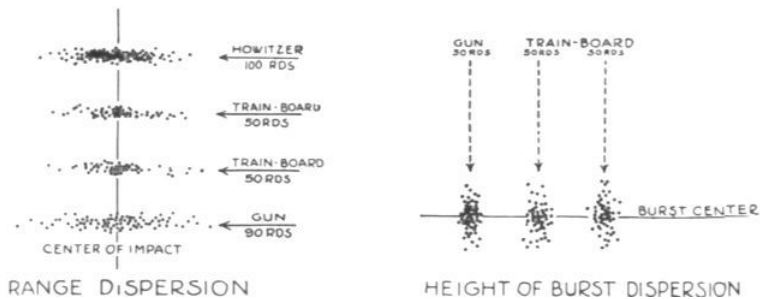 HOWITZER
100 RDS
TRAIN-BOARD
50 RDS
TRAIN-BOARD
50 RDS
GUN
90 RDS
CENTER OF IMPACT
RANGE DISPERSION
GUN TRAIN-BOARD
50 RDS 50 RDS 50 RDS
BURST CENTER
HEIGHT OF BURST DISPERSION